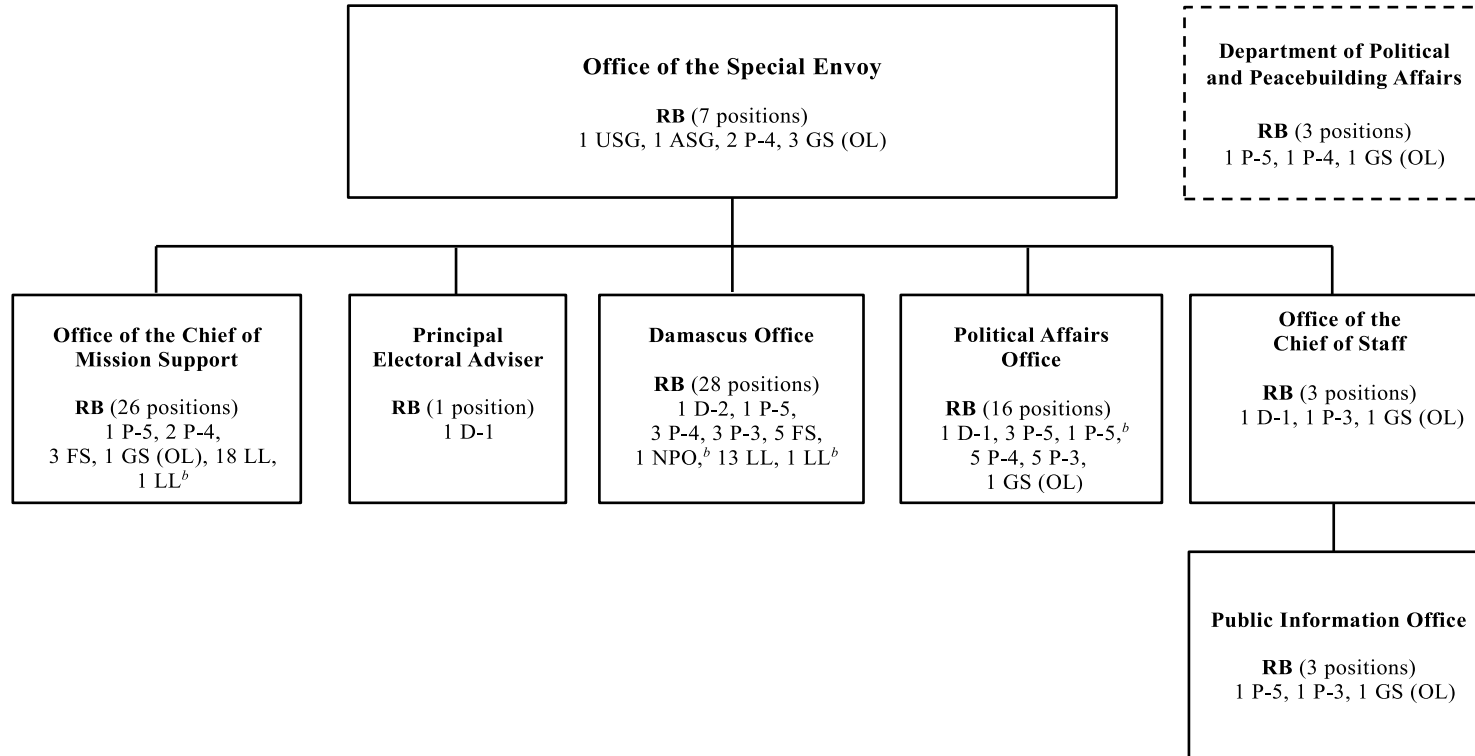 Office of the Special Envoy
RB (7 positions)
1 USG, 1 ASG, 2 P-4, 3 GS (OL)
Department of Political
and Peacebuilding Affairs
RB (3 positions)
1 P-5, 1 P-4, 1 GS (OL)
Office of the Chief of
Mission Support
RB (26 positions)
1 P-5, 2 P-4,
3 FS, 1 GS (OL), 18 LL,
1 LLᵇ
Principal
Electoral Adviser
RB (1 position)
1 D-1
Damascus Office
RB (28 positions)
1 D-2, 1 P-5,
3 P-4, 3 P-3, 5 FS,
1 NPO,ᵇ 13 LL, 1 LLᵇ
Political Affairs
Office
RB (16 positions)
1 D-1, 3 P-5, 1 P-5,ᵇ
5 P-4, 5 P-3,
1 GS (OL)
Office of the
Chief of Staff
RB (3 positions)
1 D-1, 1 P-3, 1 GS (OL)
Public Information Office
RB (3 positions)
1 P-5, 1 P-3, 1 GS (OL)